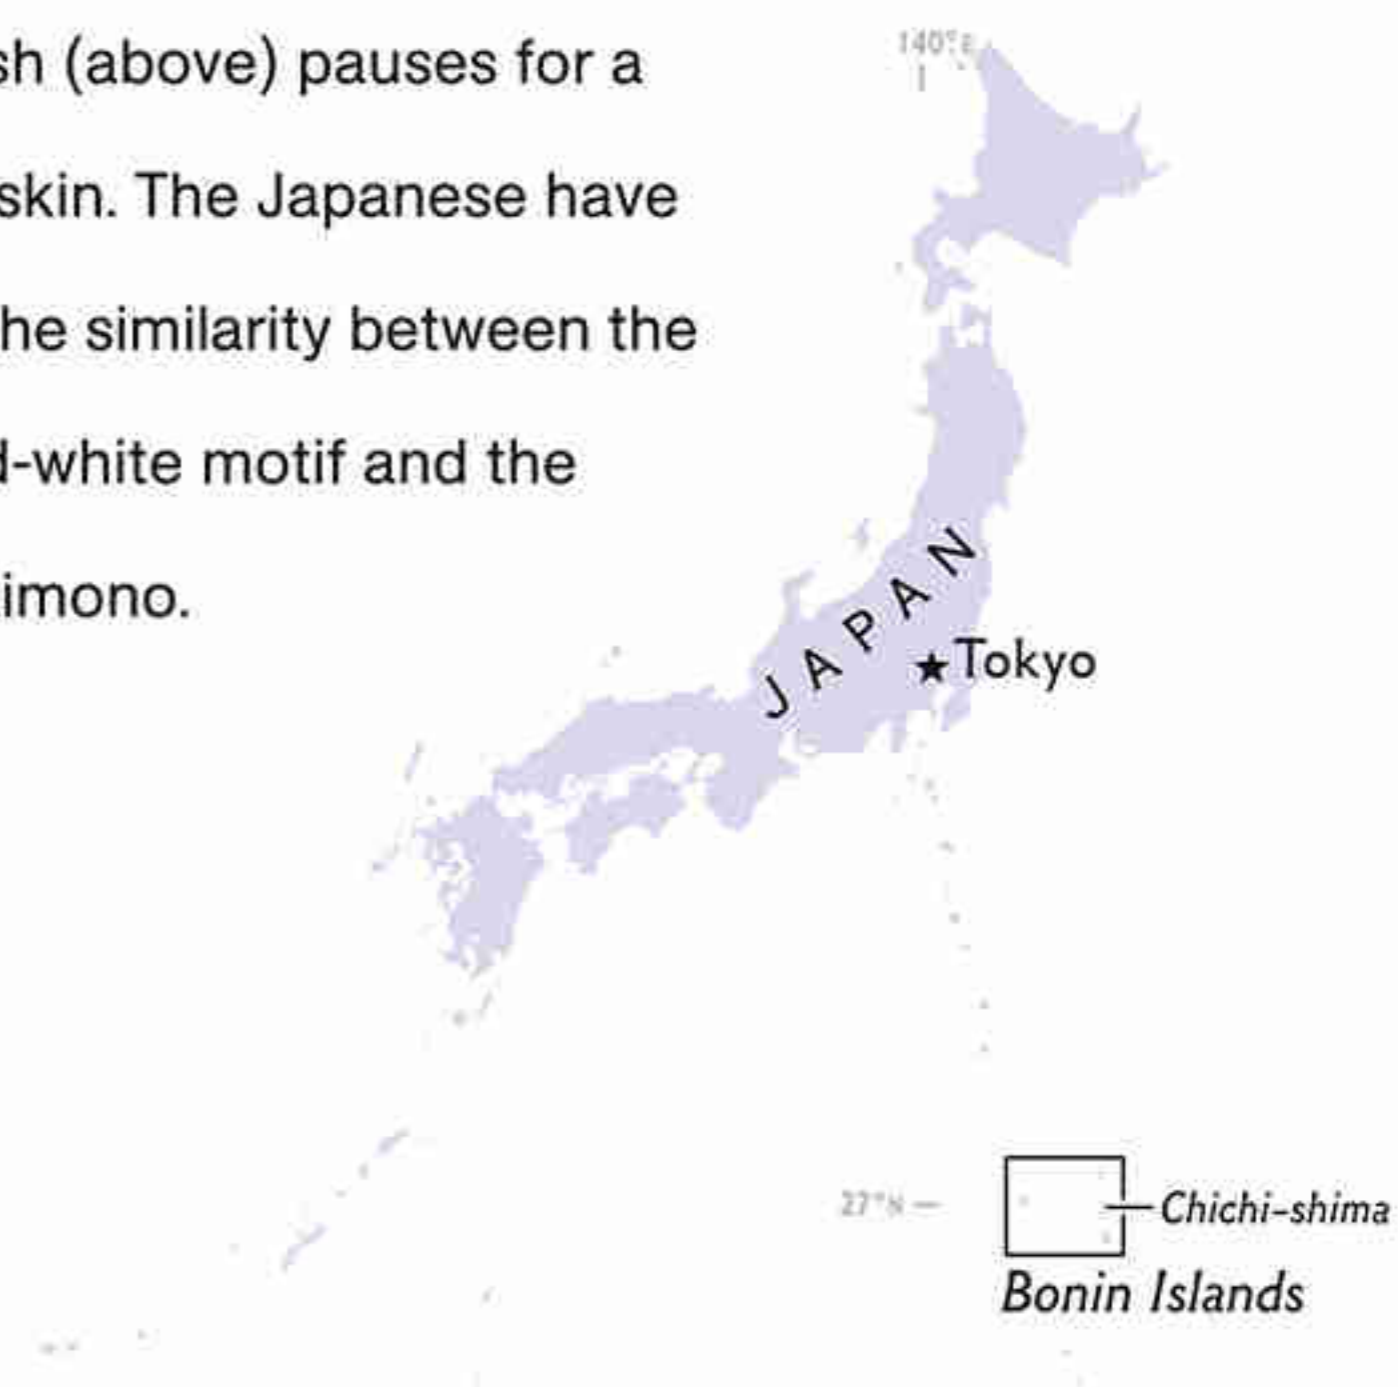 sh (above) pauses for a
skin. The Japanese have
he similarity between the
d-white motif and the
imono.
140°E
JAPAN
Tokyo
27°N
Chichi-shima
Bonin Islands